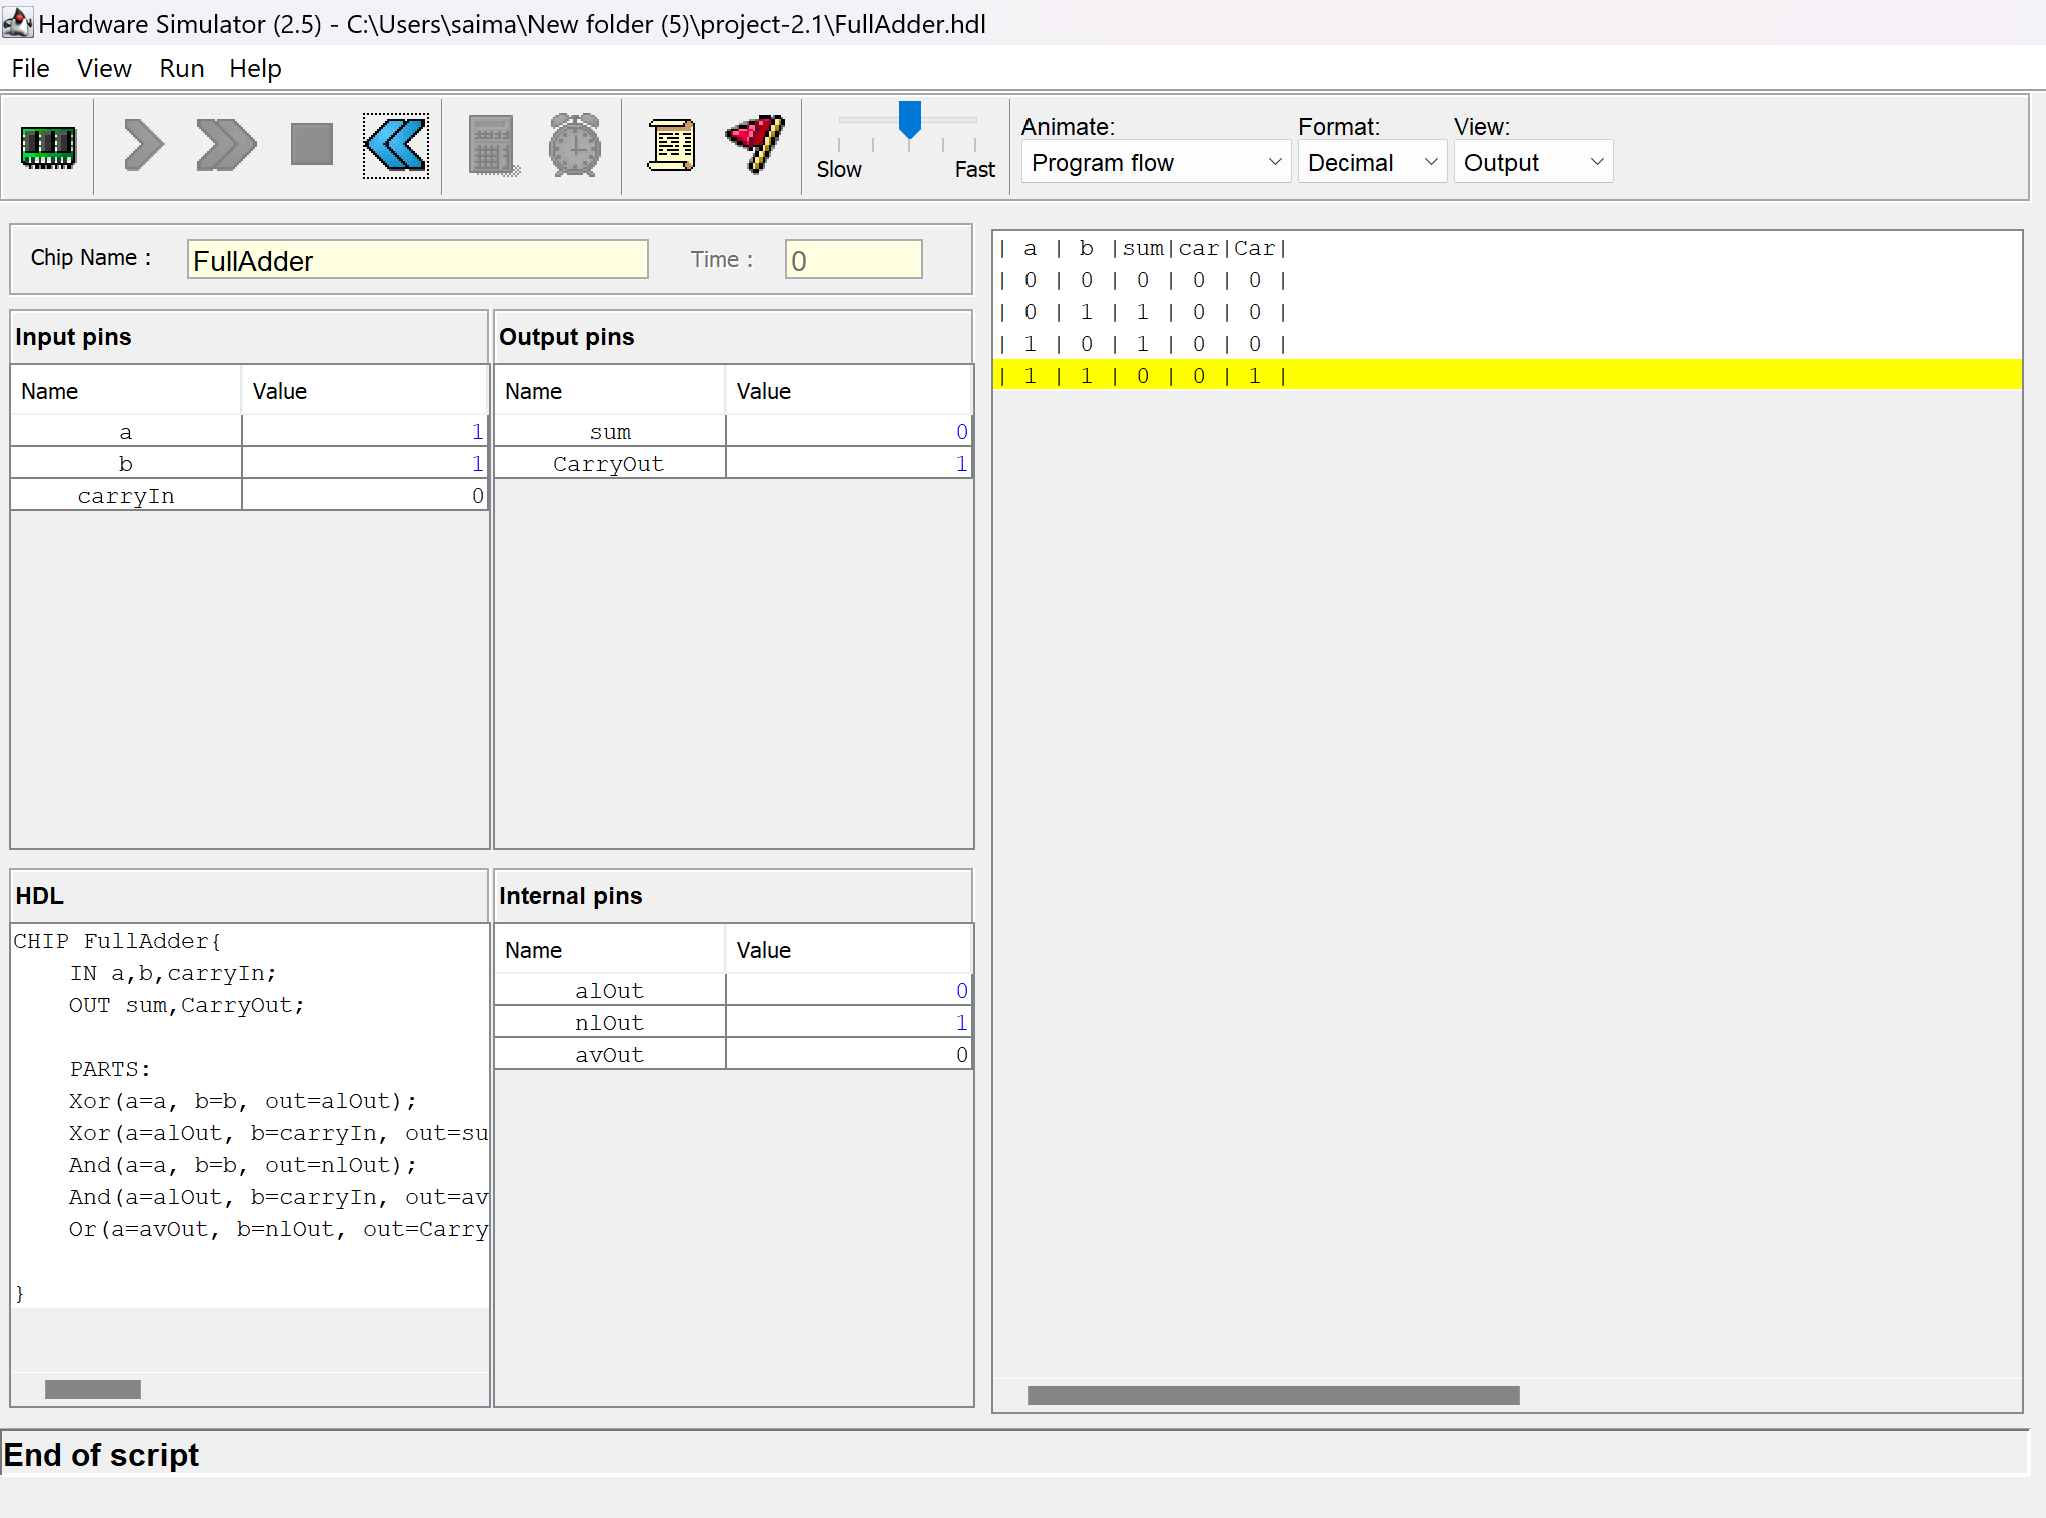 Hardware Simulator (2.5) - C:\Users\saima\New folder (5)\project-2.1\FullAdder.hdl
File View Run Help
Animate: Format: View:
Slow Fast Program flow Decimal Output
Chip Name : FullAdder Time : 0
Input pins
Name Value
a 1
b 1
carryIn 0
Output pins
Name Value
sum 0
CarryOut 1
| a | b |sum|car|Car|
| 0 | 0 | 0 | 0 | 0 |
| 0 | 1 | 1 | 0 | 0 |
| 1 | 0 | 1 | 0 | 0 |
| 1 | 1 | 0 | 0 | 1 |
HDL
CHIP FullAdder{
IN a,b,carryIn;
OUT sum,CarryOut;
PARTS:
Xor(a=a, b=b, out=alOut);
Xor(a=alOut, b=carryIn, out=su
And(a=a, b=b, out=nlOut);
And(a=alOut, b=carryIn, out=av
Or(a=avOut, b=nlOut, out=Carry
}
Internal pins
Name Value
alOut 0
nlOut 1
avOut 0
End of script